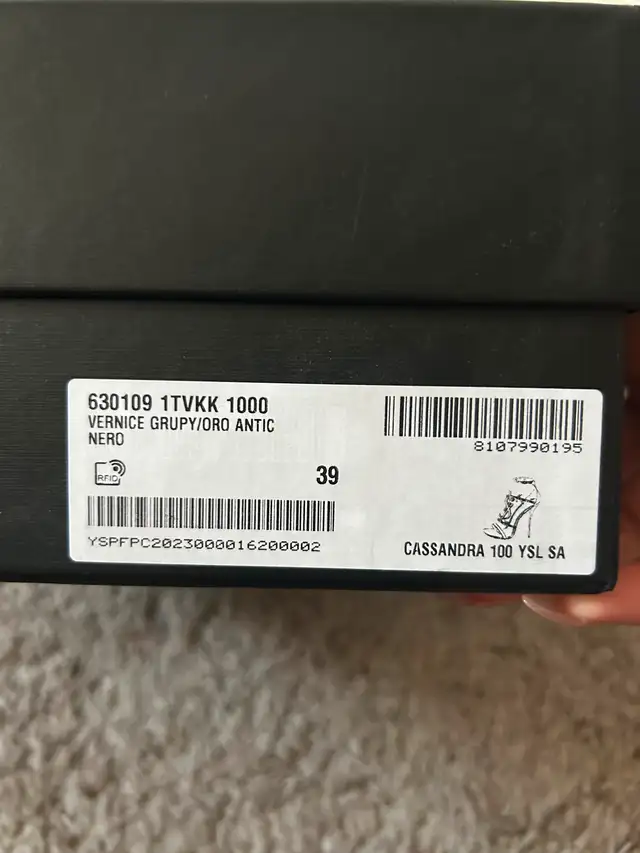 630109 1TVKK 1000
VERNICE GRUPY/ORO ANTIC
NERO
RFID
39
8107990195
YSPFPC2023000016200002
CASSANDRA 100 YSL SA